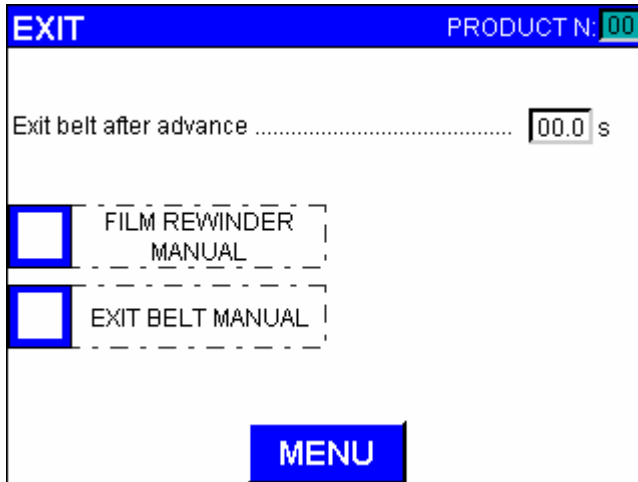 EXIT PRODUCT N: 00
Exit belt after advance ........................................... 00.0 s
FILM REWINDER
MANUAL
EXIT BELT MANUAL
MENU